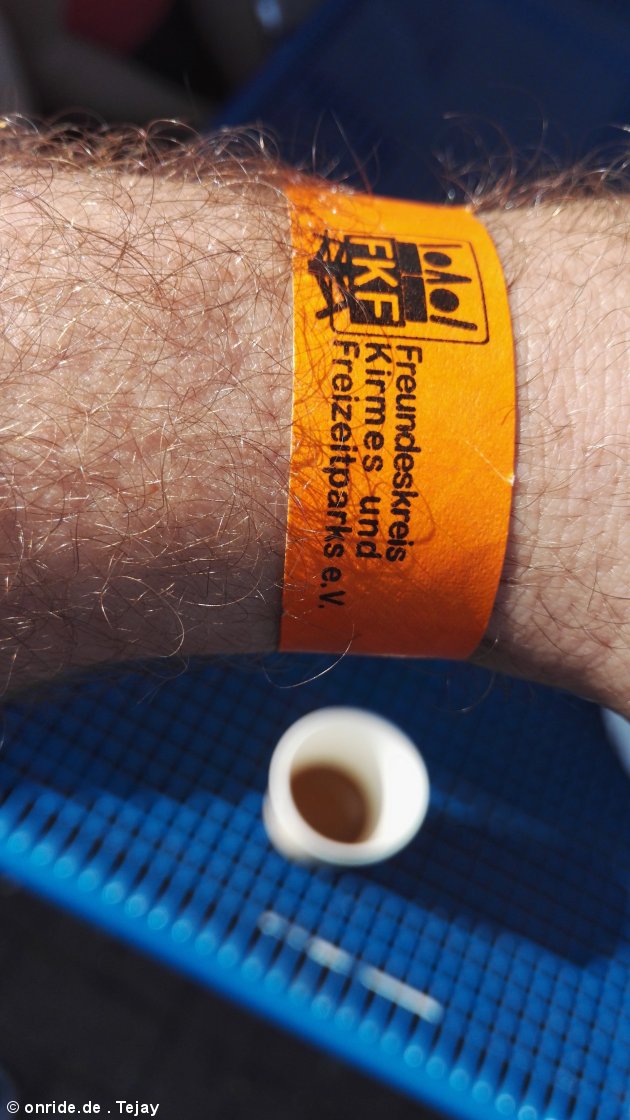 FKF
Freundeskreis
Kirmes und
Freizeitparks e.V.
© onride.de . Tejay